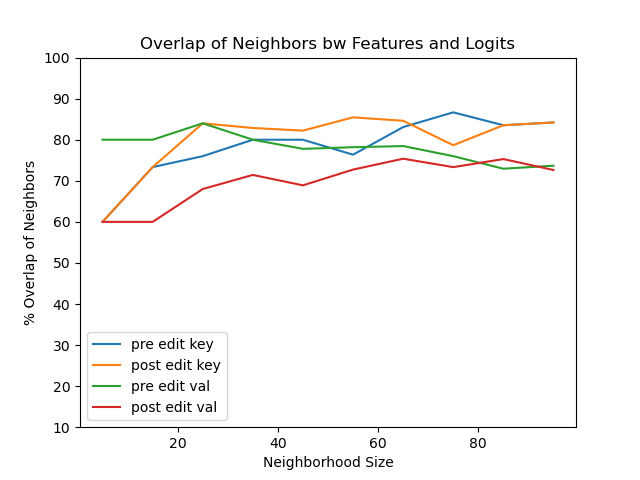 Overlap of Neighbors bw Features and Logits
% Overlap of Neighbors
100
90
80
70
60
50
40
30
20
10
pre edit key
post edit key
pre edit val
post edit val
20 40 60 80
Neighborhood Size